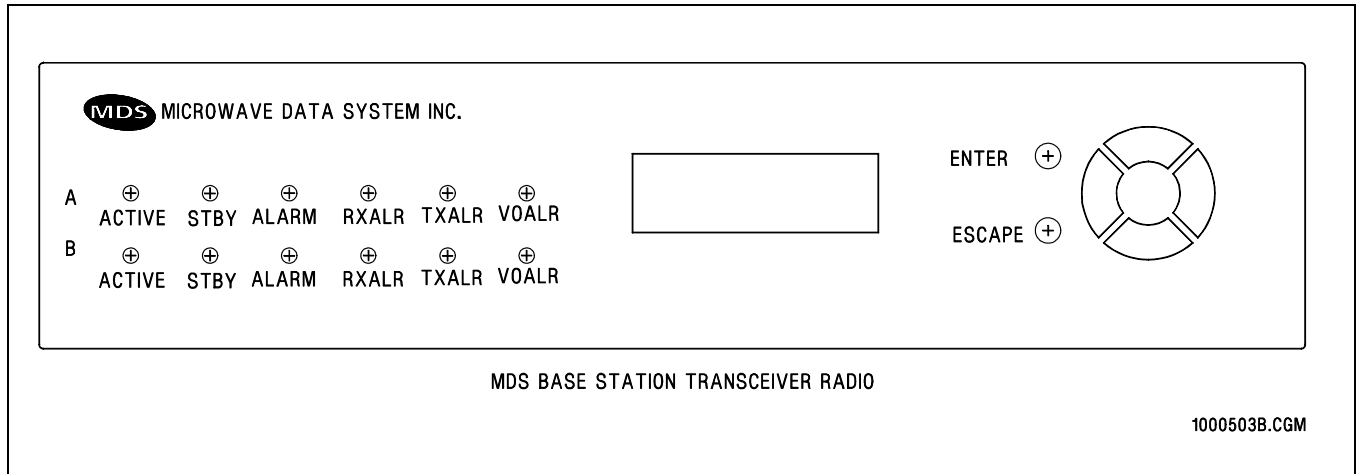 MDS MICROWAVE DATA SYSTEM INC.
ENTER
A
ACTIVE STBY ALARM RXALR TXALR VOALR
ESCAPE
B
ACTIVE STBY ALARM RXALR TXALR VOALR
MDS BASE STATION TRANSCEIVER RADIO
1000503B.CGM